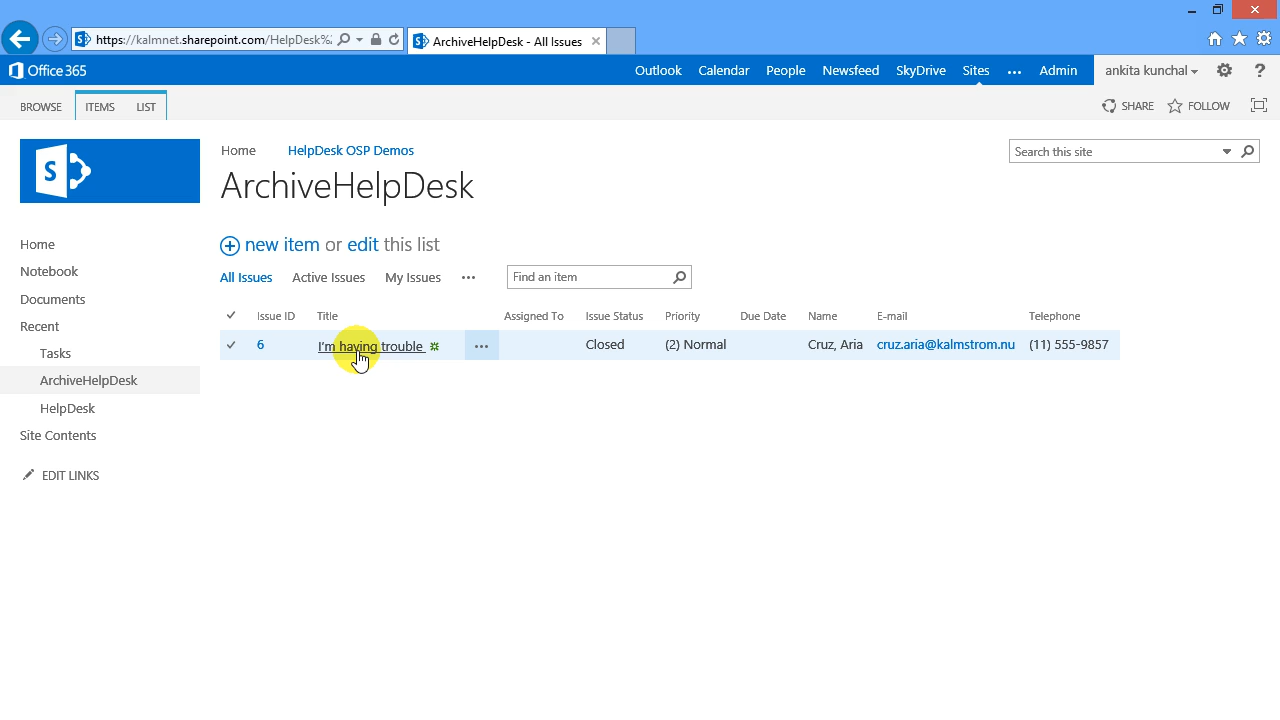 https://kalmnet.sharepoint.com/HelpDesk%
ArchiveHelpDesk - All Issues
Office 365
Outlook Calendar People Newsfeed SkyDrive Sites ... Admin ankita kunchal ?
BROWSE ITEMS LIST
SHARE FOLLOW
S
Home HelpDesk OSP Demos
Search this site
ArchiveHelpDesk
new item or edit this list
Home
Notebook
Documents
Recent
Tasks
ArchiveHelpDesk
HelpDesk
Site Contents
EDIT LINKS
All Issues Active Issues My Issues ... Find an item
Issue ID Title Assigned To Issue Status Priority Due Date Name E-mail Telephone
6 I'm having trouble ... Closed (2) Normal Cruz, Aria cruz.aria@kalmstrom.nu (11) 555-9857